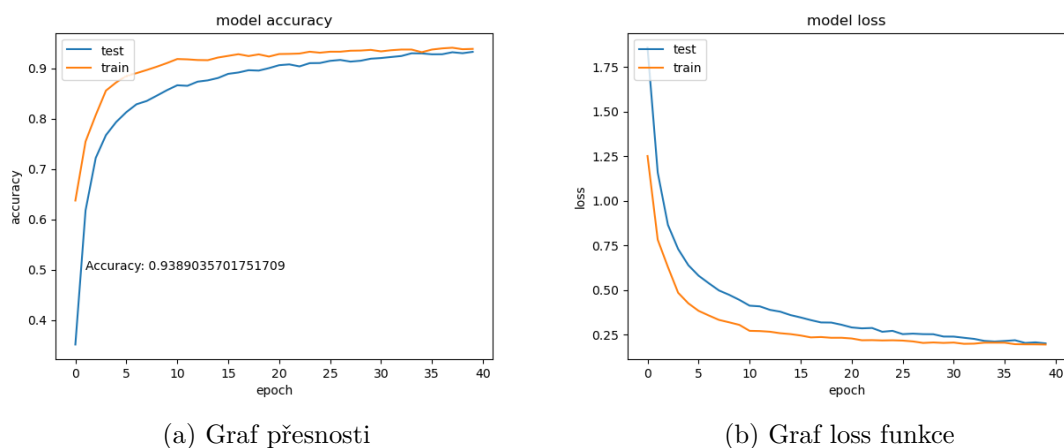 model accuracy
test
train
0.9
0.8
0.7
0.6
0.5
0.4
accuracy
Accuracy: 0.9389035701751709
0 5 10 15 20 25 30 35 40
epoch
(a) Graf přesnosti
model loss
test
train
1.75
1.50
1.25
1.00
0.75
0.50
0.25
loss
0 5 10 15 20 25 30 35 40
epoch
(b) Graf loss funkce